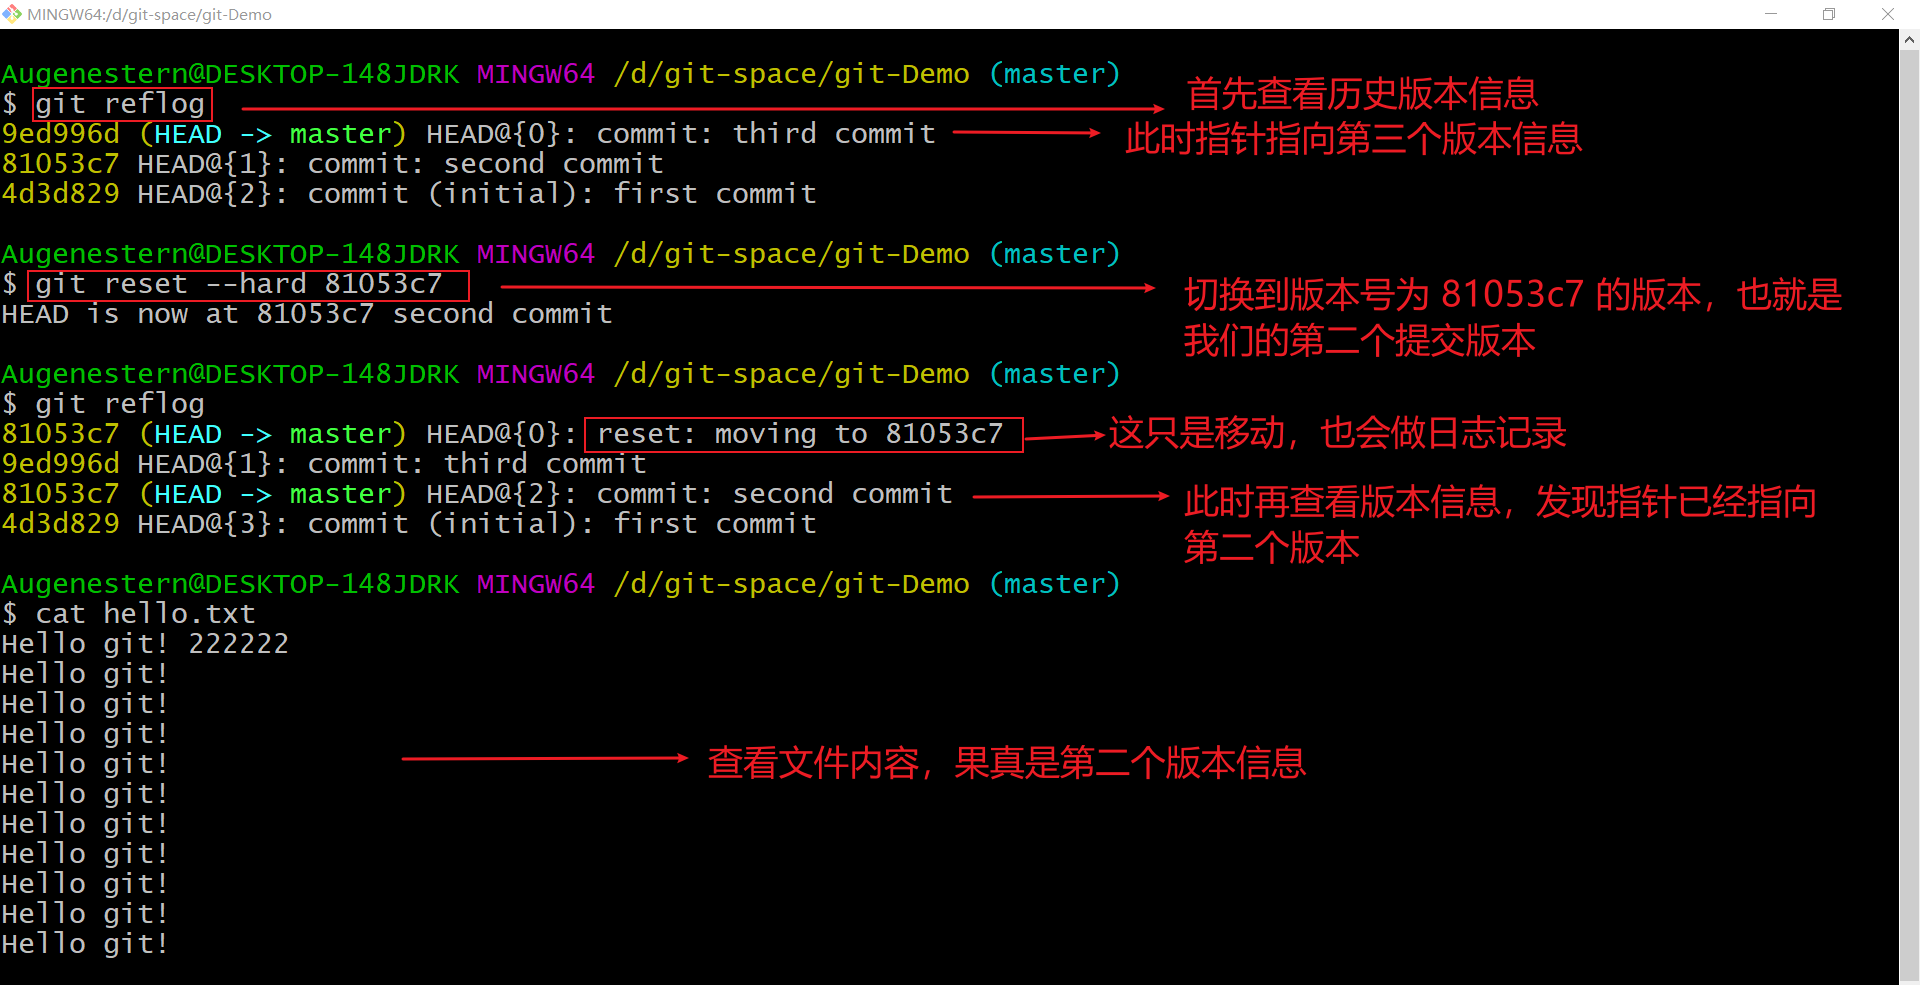 MINGW64:/d/git-space/git-Demo
Augenestern@DESKTOP-148JDRK MINGW64 /d/git-space/git-Demo (master)
$ git reflog
首先查看历史版本信息
9ed996d (HEAD -> master) HEAD@{0}: commit: third commit
此时指针指向第三个版本信息
81053c7 HEAD@{1}: commit: second commit
4d3d829 HEAD@{2}: commit (initial): first commit
Augenestern@DESKTOP-148JDRK MINGW64 /d/git-space/git-Demo (master)
$ git reset --hard 81053c7
切换到版本号为 81053c7 的版本，也就是
我们的第二个提交版本
HEAD is now at 81053c7 second commit
Augenestern@DESKTOP-148JDRK MINGW64 /d/git-space/git-Demo (master)
$ git reflog
81053c7 (HEAD -> master) HEAD@{0}: reset: moving to 81053c7
这只是移动，也会做日志记录
9ed996d HEAD@{1}: commit: third commit
81053c7 (HEAD -> master) HEAD@{2}: commit: second commit
此时再查看版本信息，发现指针已经指向
第二个版本
4d3d829 HEAD@{3}: commit (initial): first commit
Augenestern@DESKTOP-148JDRK MINGW64 /d/git-space/git-Demo (master)
$ cat hello.txt
Hello git! 222222
Hello git!
Hello git!
Hello git!
Hello git!
查看文件内容，果真是第二个版本信息
Hello git!
Hello git!
Hello git!
Hello git!
Hello git!
Hello git!